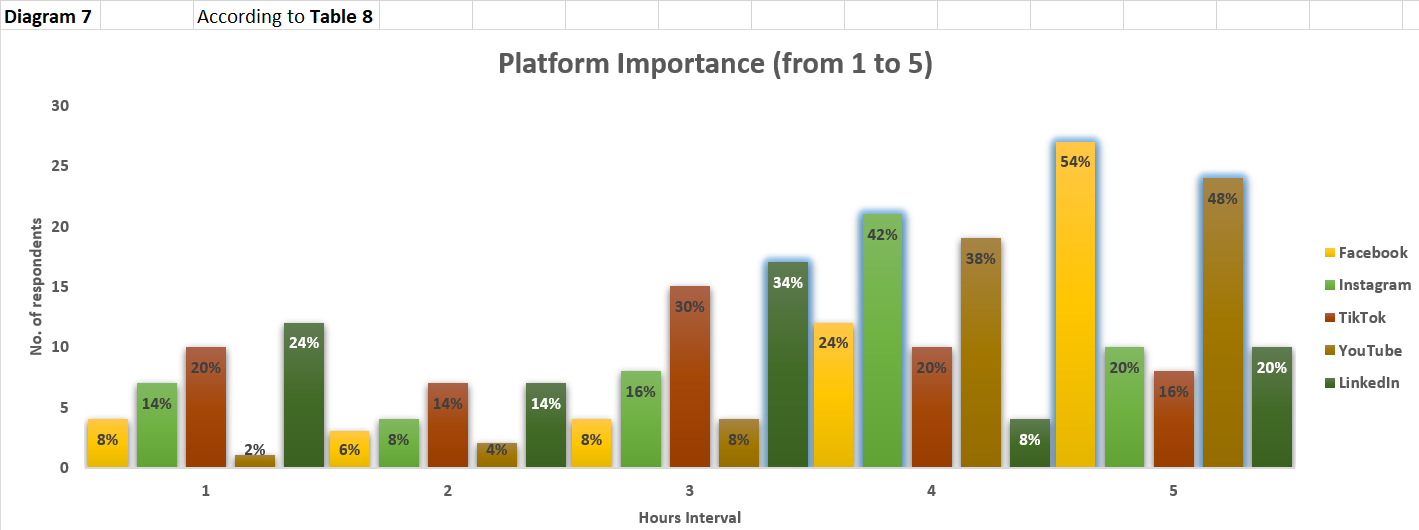 Diagram 7 According to Table 8
Platform Importance (from 1 to 5)
No. of respondents
30
25
20
15
10
5
0
8% 14% 20% 2% 24%
6% 8% 14% 4% 14%
8% 16% 30% 8% 34%
24% 42% 20% 38% 8%
54% 20% 16% 48% 20%
1 2 3 4 5
Hours Interval
Facebook
Instagram
TikTok
YouTube
LinkedIn